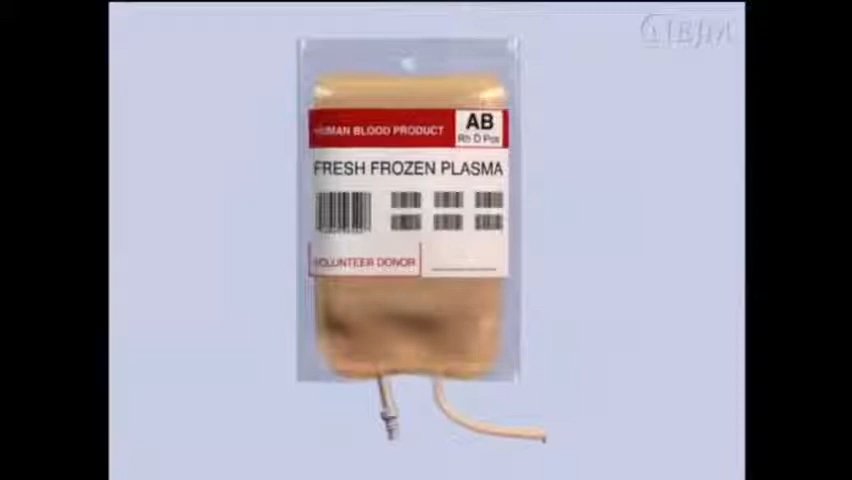 HUMAN BLOOD PRODUCT
AB
Rh D Pos
FRESH FROZEN PLASMA
VOLUNTEER DONOR